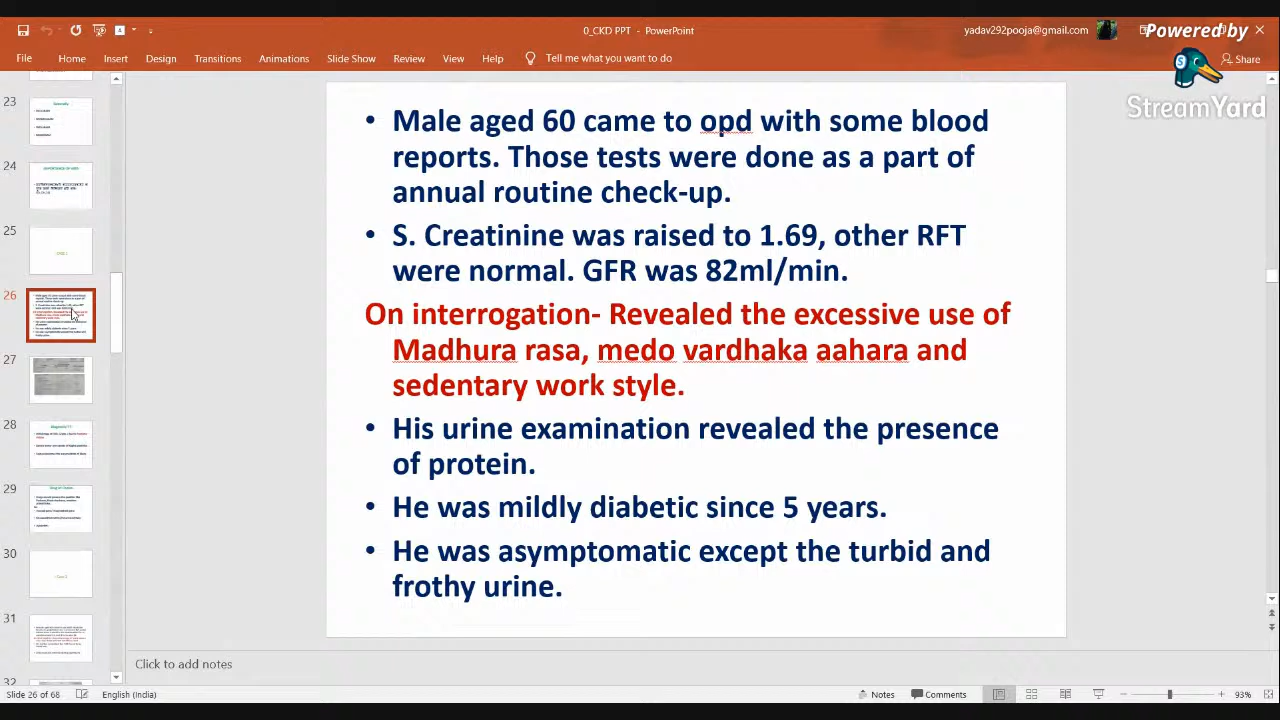 0_CKD PPT - PowerPoint
yadav292pooja@gmail.com
Powered by
StreamYard
File Home Insert Design Transitions Animations Slide Show Review View Help Tell me what you want to do
Share
23
24
25
26
27
28
29
30
31
32
• Male aged 60 came to opd with some blood
reports. Those tests were done as a part of
annual routine check-up.
• S. Creatinine was raised to 1.69, other RFT
were normal. GFR was 82ml/min.
On interrogation- Revealed the excessive use of
Madhura rasa, medo vardhaka aahara and
sedentary work style.
• His urine examination revealed the presence
of protein.
• He was mildly diabetic since 5 years.
• He was asymptomatic except the turbid and
frothy urine.
Click to add notes
Slide 26 of 68 English (India) Notes Comments 93%